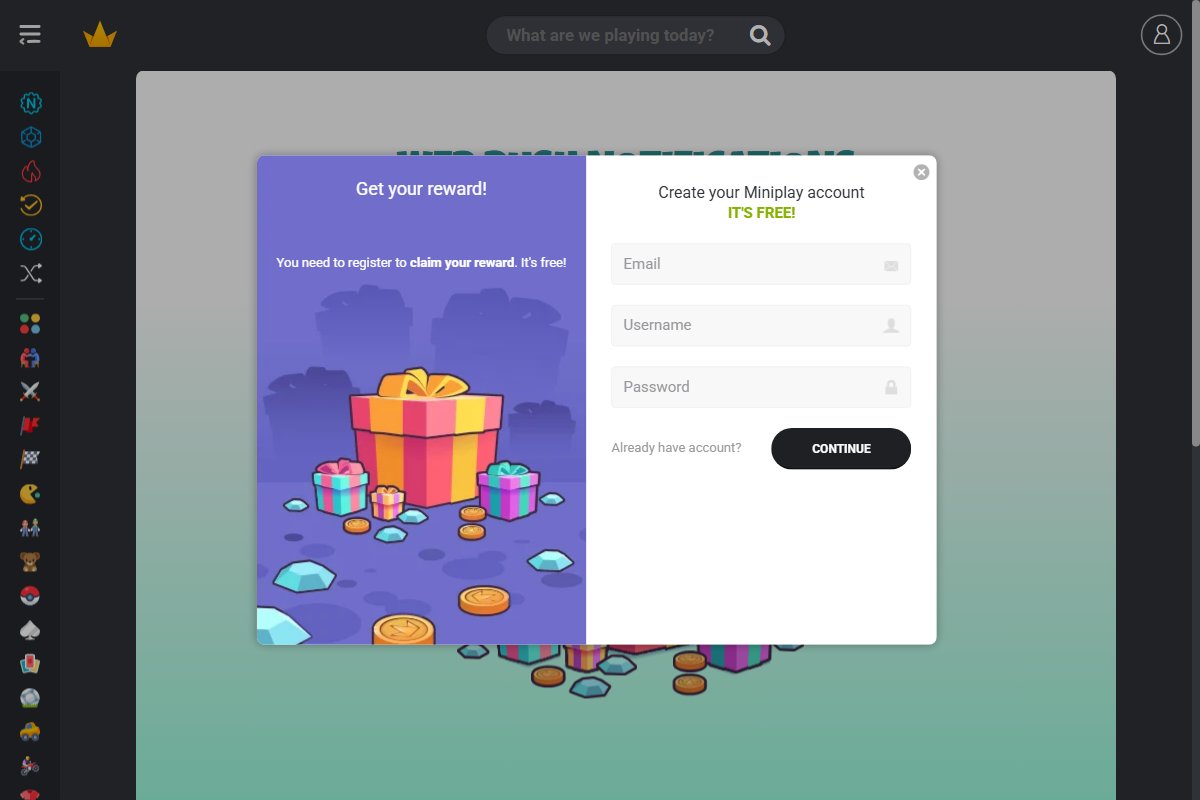 What are we playing today?
Get your reward!
You need to register to claim your reward. It's free!
Create your Miniplay account
IT'S FREE!
Email
Username
Password
Already have account?
CONTINUE